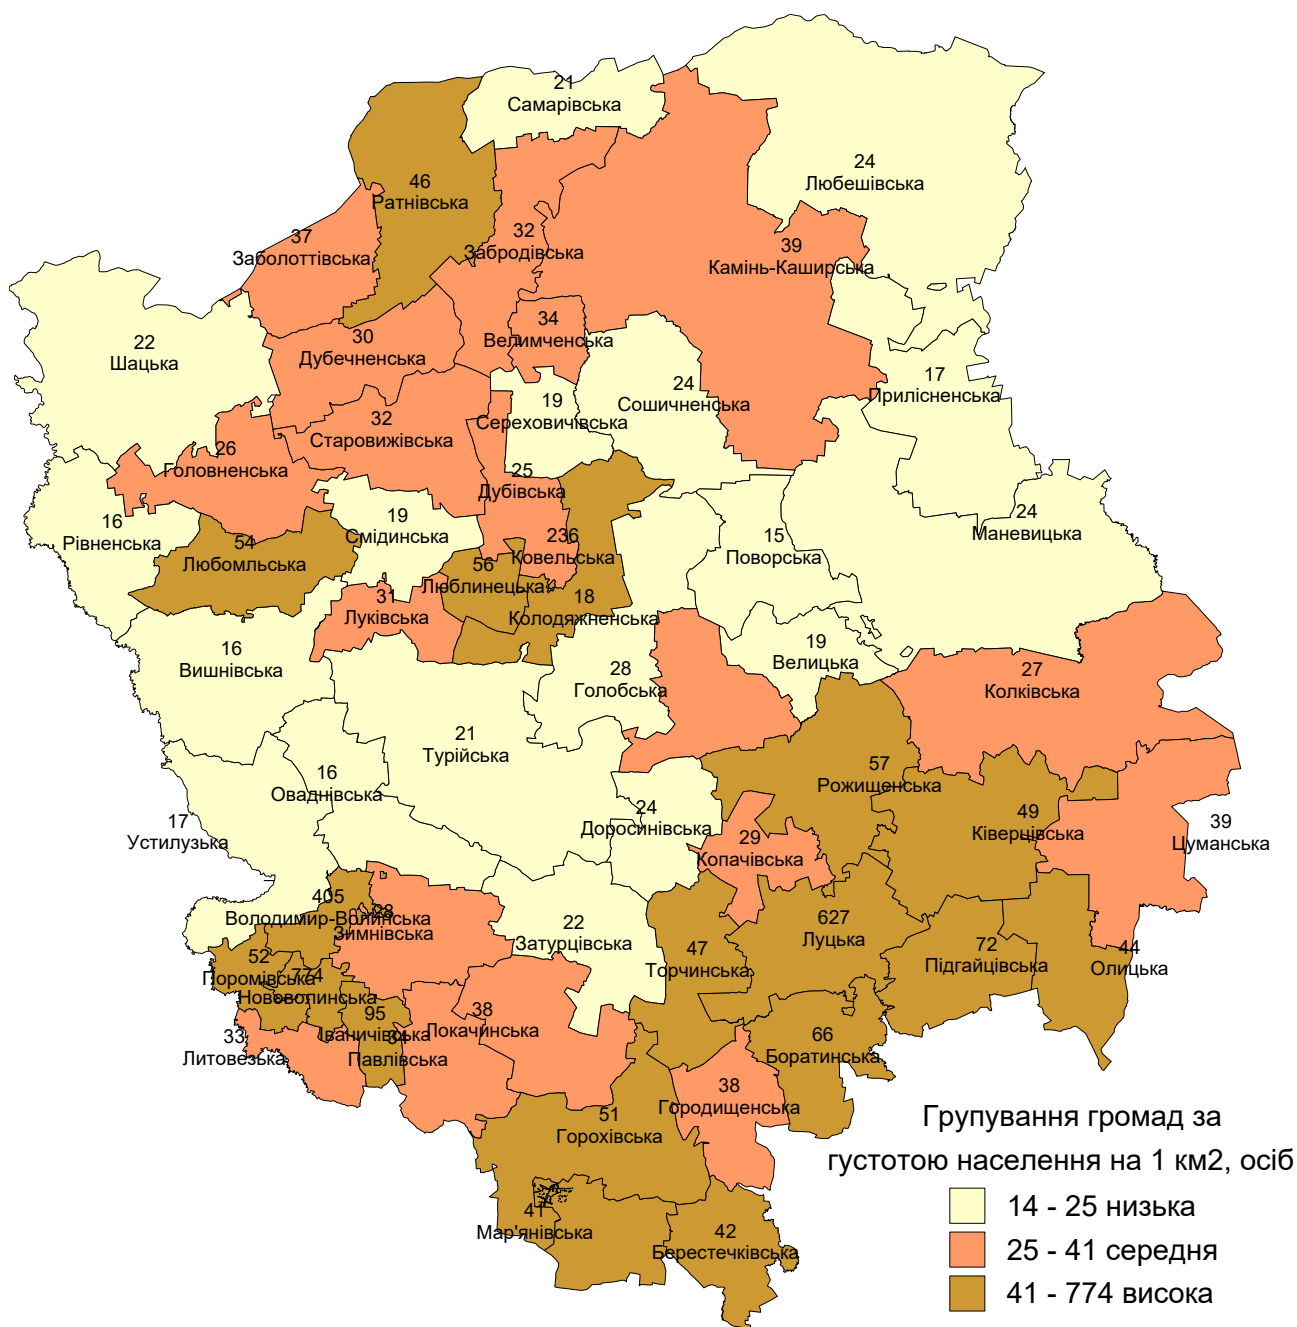 21
Самарівська
24
Любешівська
46
Ратнівська
37
Заболоттівська
32
Забродівська
39
Камінь-Каширська
22
Шацька
30
Дубечненська
34
Велимченська
17
Прилісненська
24
Сошичненська
19
Сереховичівська
32
Старовижівська
26
Головненська
25
Дубівська
16
Рівненська
54
Любомльська
19
Смідинська
236
Ковельська
15
Поворська
24
Маневицька
56
Люблинецька
18
Колодяжненська
31
Луківська
16
Вишнівська
28
Голобська
19
Велицька
27
Колківська
21
Турійська
16
Оваднівська
57
Рожищенська
17
Устилузька
24
Доросинівська
49
Ківерцівська
39
Цуманська
29
Копачівська
405
Володимир-Волинська
28
Зимнівська
22
Затурцівська
47
Торчинська
627
Луцька
72
Підгайцівська
44
Олицька
52
Поромівська
774
Нововолинська
95
Іваничівська
34
Павлівська
38
Локачинська
33
Литовезька
66
Боратинська
38
Городищенська
51
Горохівська
41
Мар'янівська
42
Берестечківська
Групування громад за
густотою населення на 1 км2, осіб
14 - 25 низька
25 - 41 середня
41 - 774 висока